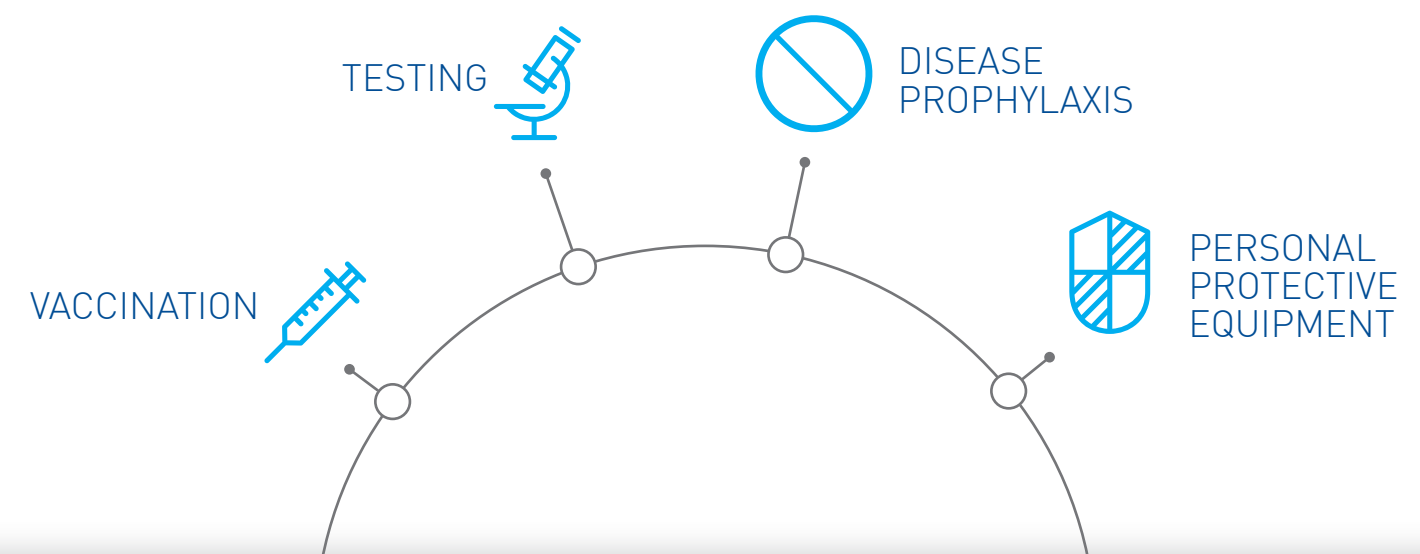 TESTING
DISEASE
PROPHYLAXIS
VACCINATION
PERSONAL
PROTECTIVE
EQUIPMENT